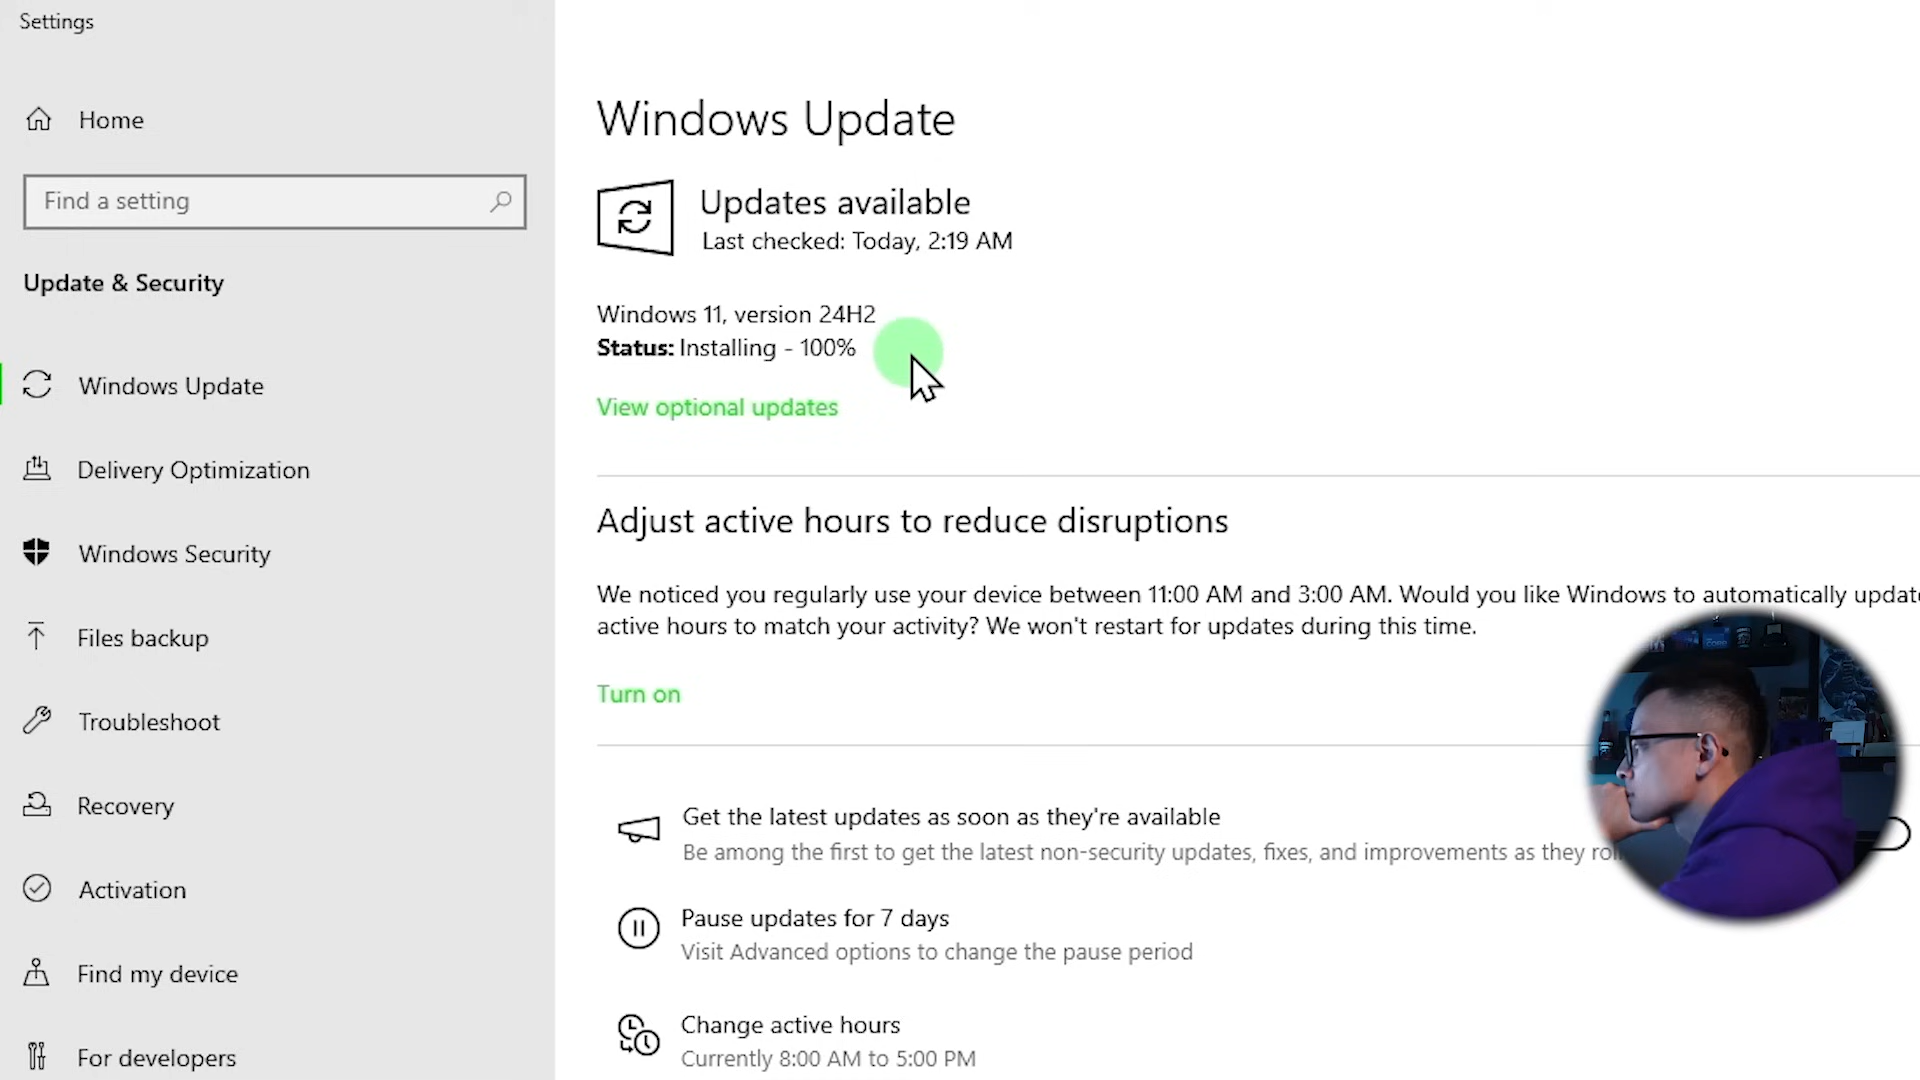 Settings
Home
Find a setting
Update & Security
Windows Update
Delivery Optimization
Windows Security
Files backup
Troubleshoot
Recovery
Activation
Find my device
For developers
Windows Update
Updates available
Last checked: Today, 2:19 AM
Windows 11, version 24H2
Status: Installing - 100%
View optional updates
Adjust active hours to reduce disruptions
We noticed you regularly use your device between 11:00 AM and 3:00 AM. Would you like Windows to automatically update
active hours to match your activity? We won't restart for updates during this time.
Turn on
Get the latest updates as soon as they're available
Be among the first to get the latest non-security updates, fixes, and improvements as they
Pause updates for 7 days
Visit Advanced options to change the pause period
Change active hours
Currently 8:00 AM to 5:00 PM